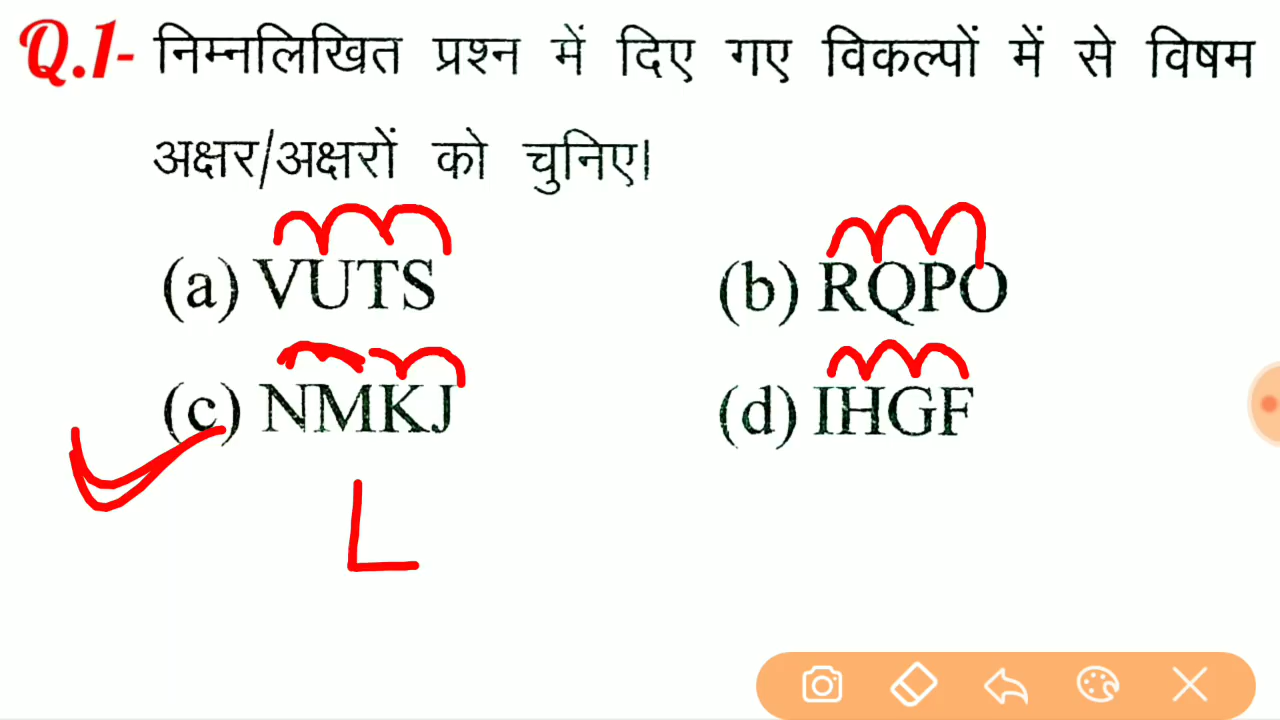 Q.1- निम्नलिखित प्रश्न में दिए गए विकल्पों में से विषम
अक्षर/अक्षरों को चुनिए।
(a) VUTS (b) RQPO
(c) NMKJ (d) IHGF
L